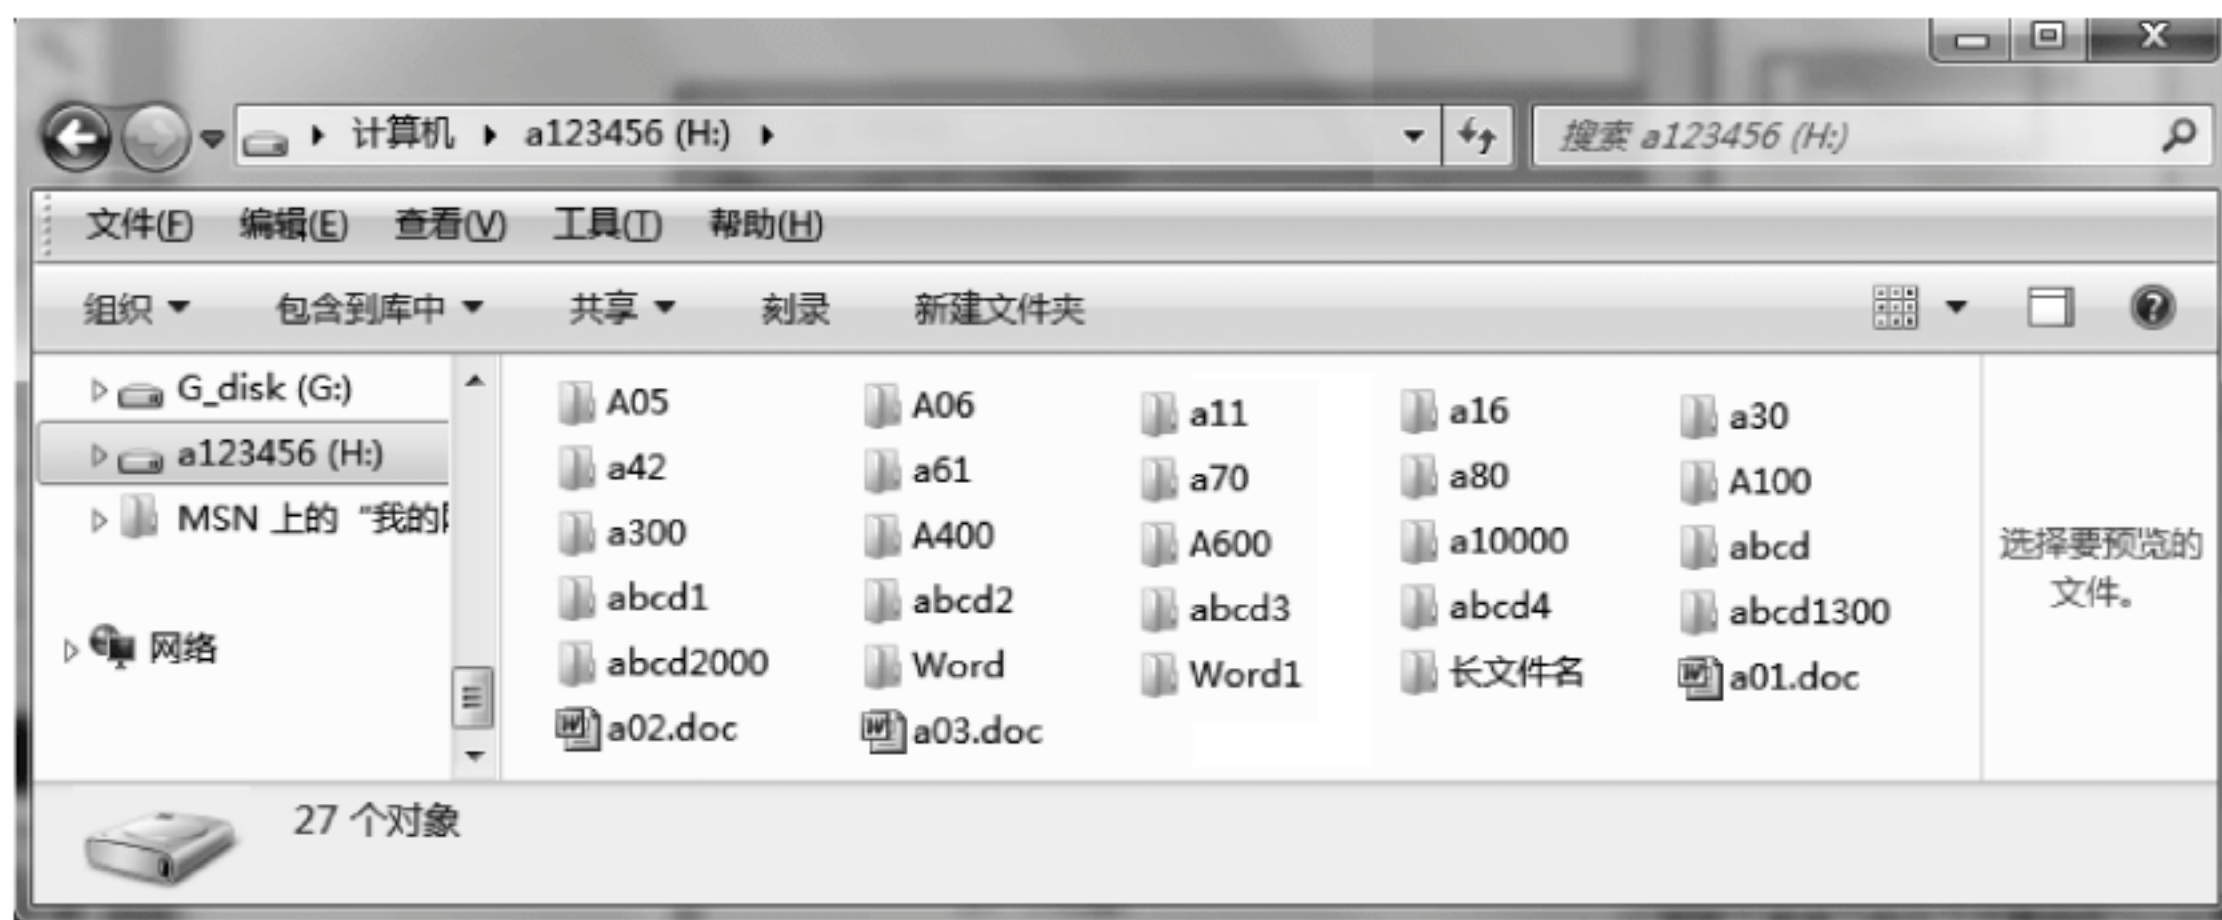 计算机 a123456 (H:) 搜索 a123456 (H:)
文件(F) 编辑(E) 查看(V) 工具(T) 帮助(H)
组织 包含到库中 共享 刻录 新建文件夹
G_disk (G:)
a123456 (H:)
MSN 上的 "我的
网络
A05 A06 a11 a16 a30
a42 a61 a70 a80 A100
a300 A400 A600 a10000 abcd
abcd1 abcd2 abcd3 abcd4 abcd1300
abcd2000 Word Word1 长文件名 a01.doc
a02.doc a03.doc
选择要预览的
文件。
27 个对象